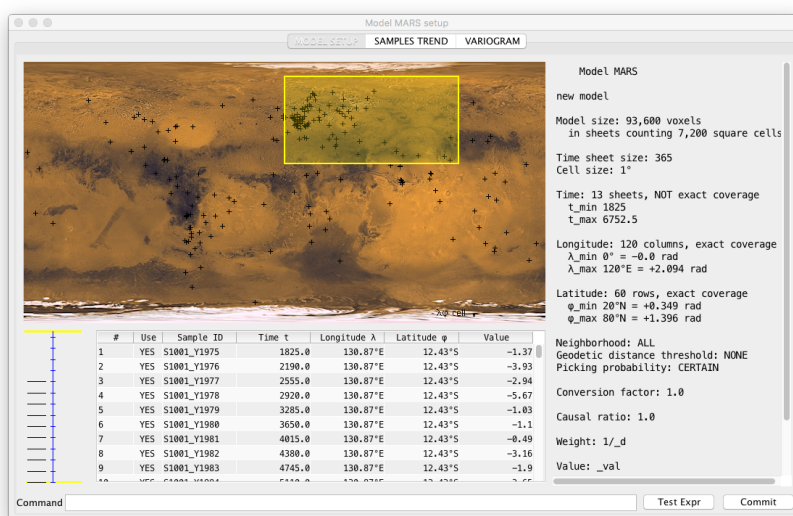 Model MARS setup
MODEL SETUP SAMPLES TREND VARIOGRAM
λφ cell
# Use Sample ID Time t Longitude λ Latitude φ Value
1 YES S1001_Y1975 1825.0 130.87°E 12.43°S -1.37
2 YES S1001_Y1976 2190.0 130.87°E 12.43°S -3.93
3 YES S1001_Y1977 2555.0 130.87°E 12.43°S -2.94
4 YES S1001_Y1978 2920.0 130.87°E 12.43°S -5.67
5 YES S1001_Y1979 3285.0 130.87°E 12.43°S -1.03
6 YES S1001_Y1980 3650.0 130.87°E 12.43°S -1.1
7 YES S1001_Y1981 4015.0 130.87°E 12.43°S -0.49
8 YES S1001_Y1982 4380.0 130.87°E 12.43°S -3.16
9 YES S1001_Y1983 4745.0 130.87°E 12.43°S -1.9
Model MARS
new model
Model size: 93,600 voxels
in sheets counting 7,200 square cells
Time sheet size: 365
Cell size: 1°
Time: 13 sheets, NOT exact coverage
t_min 1825
t_max 6752.5
Longitude: 120 columns, exact coverage
λ_min 0° = -0.0 rad
λ_max 120°E = +2.094 rad
Latitude: 60 rows, exact coverage
φ_min 20°N = +0.349 rad
φ_max 80°N = +1.396 rad
Neighborhood: ALL
Geodetic distance threshold: NONE
Picking probability: CERTAIN
Conversion factor: 1.0
Causal ratio: 1.0
Weight: 1/_d
Value: _val
Command
Test Expr Commit